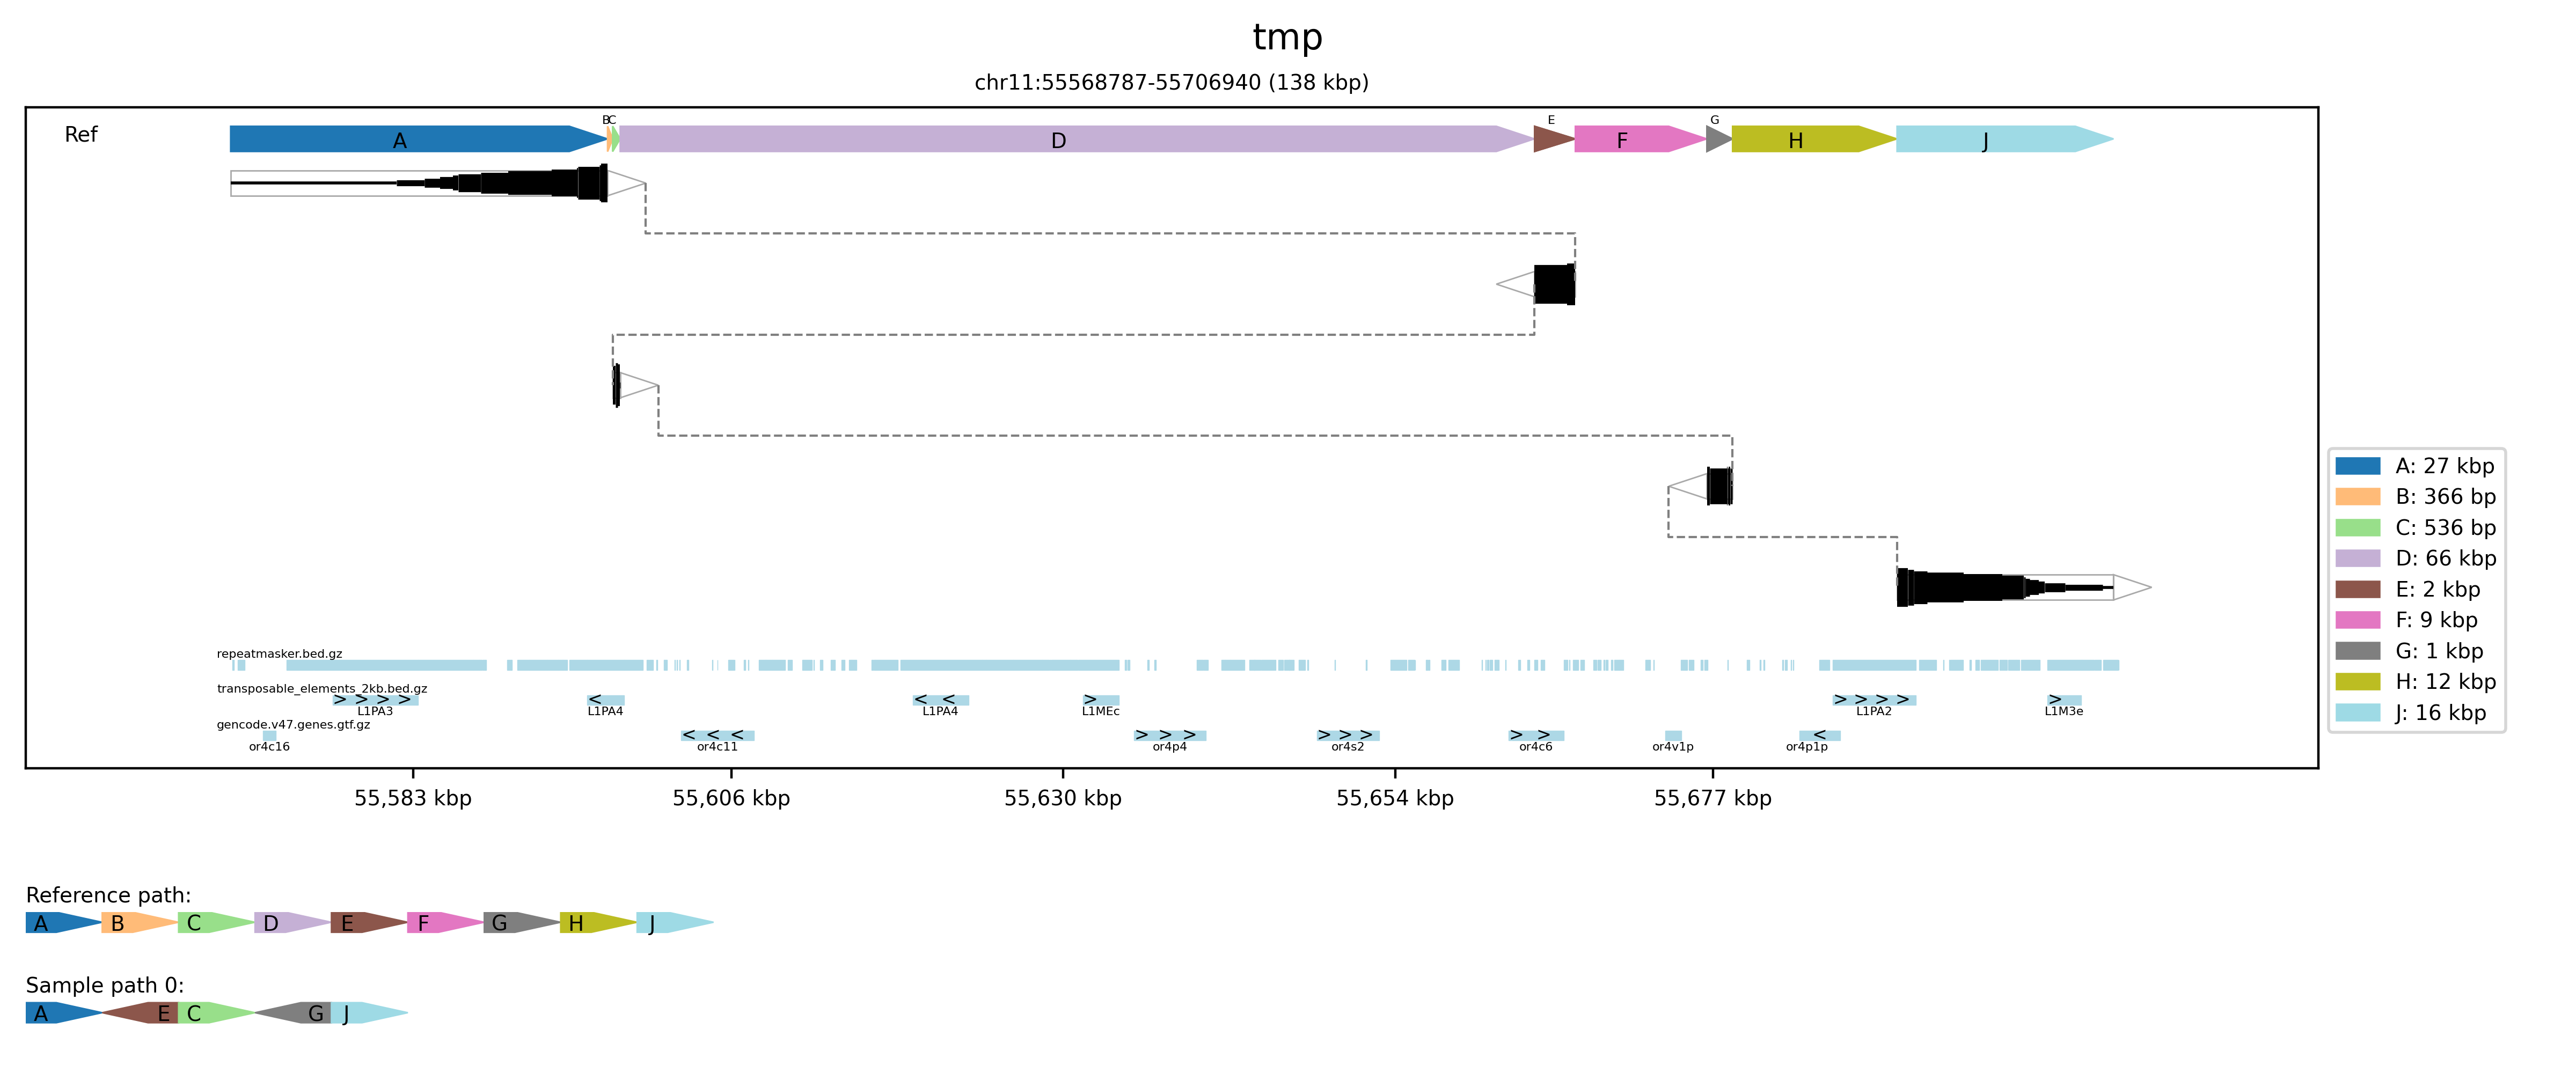 tmp
chr11:55568787-55706940 (138 kbp)
Ref
A B C D E F G H J
A: 27 kbp
B: 366 bp
C: 536 bp
D: 66 kbp
E: 2 kbp
F: 9 kbp
G: 1 kbp
H: 12 kbp
J: 16 kbp
repeatmasker.bed.gz
transposable_elements_2kb.bed.gz
> > > > < < < > > > > > >
L1PA3 L1PA4 L1PA4 L1MEc L1PA2 L1M3e
gencode.v47.genes.gtf.gz
< < < > > > > > > > > <
or4c16 or4c11 or4p4 or4s2 or4c6 or4v1p or4p1p
55,583 kbp 55,606 kbp 55,630 kbp 55,654 kbp 55,677 kbp
Reference path:
A B C D E F G H J
Sample path 0:
A E C G J